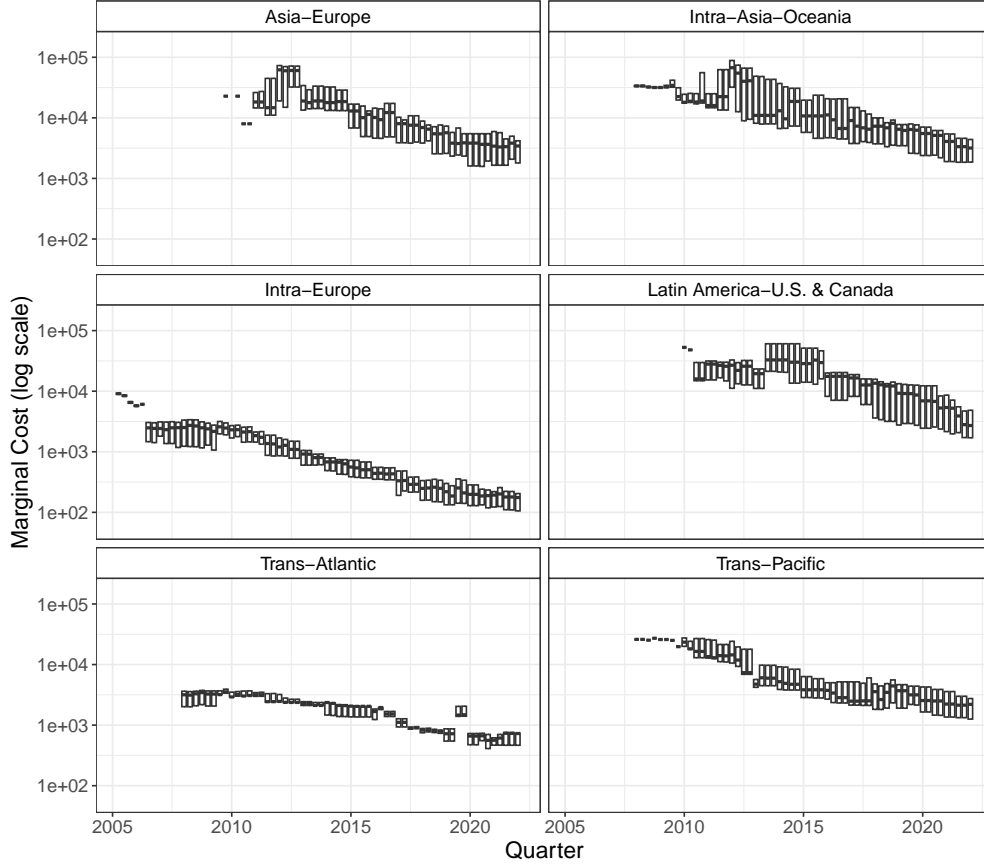 Asia−Europe
Intra−Asia−Oceania
1e+05
1e+04
1e+03
1e+02
Intra−Europe
Latin America−U.S. & Canada
1e+05
1e+04
1e+03
1e+02
Trans−Atlantic
Trans−Pacific
1e+05
1e+04
1e+03
1e+02
2005 2010 2015 2020 2005 2010 2015 2020
Quarter
Marginal Cost (log scale)